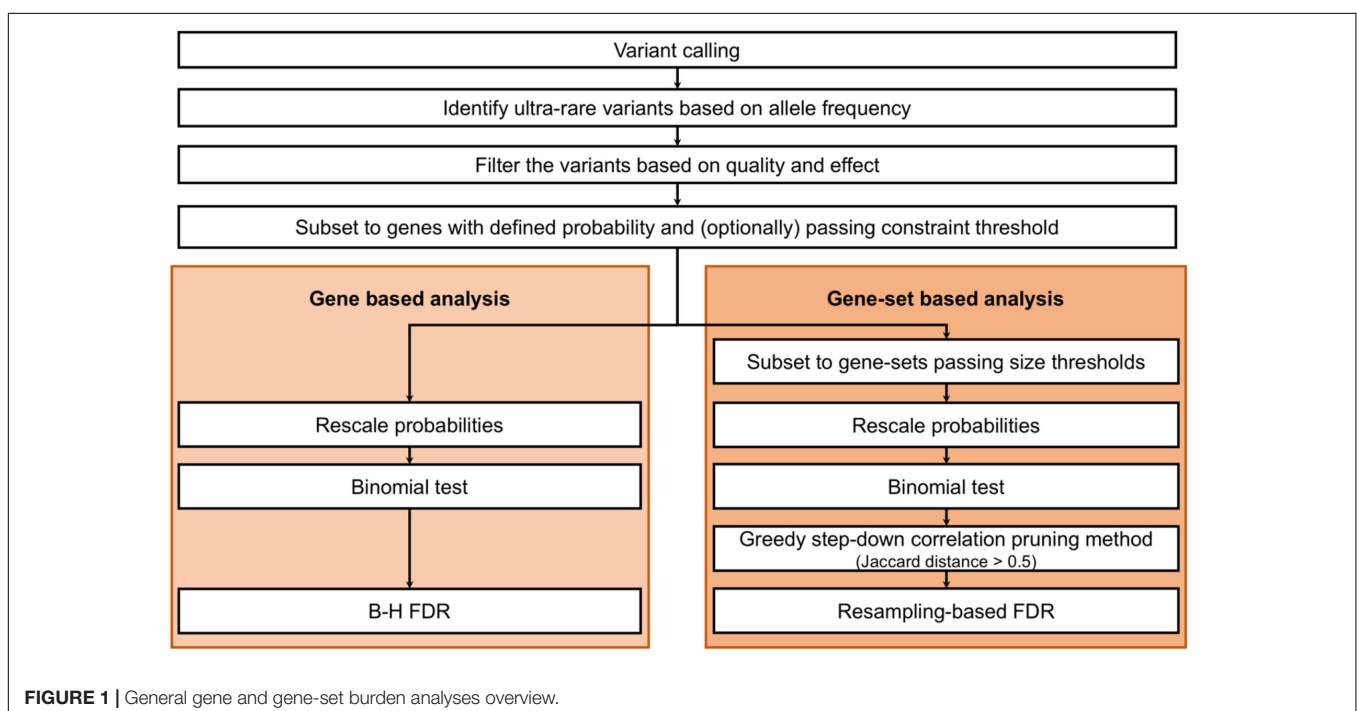 Variant calling
Identify ultra-rare variants based on allele frequency
Filter the variants based on quality and effect
Subset to genes with defined probability and (optionally) passing constraint threshold
Gene based analysis
Rescale probabilities
Binomial test
B-H FDR
Gene-set based analysis
Subset to gene-sets passing size thresholds
Rescale probabilities
Binomial test
Greedy step-down correlation pruning method
(Jaccard distance > 0.5)
Resampling-based FDR
FIGURE 1 | General gene and gene-set burden analyses overview.